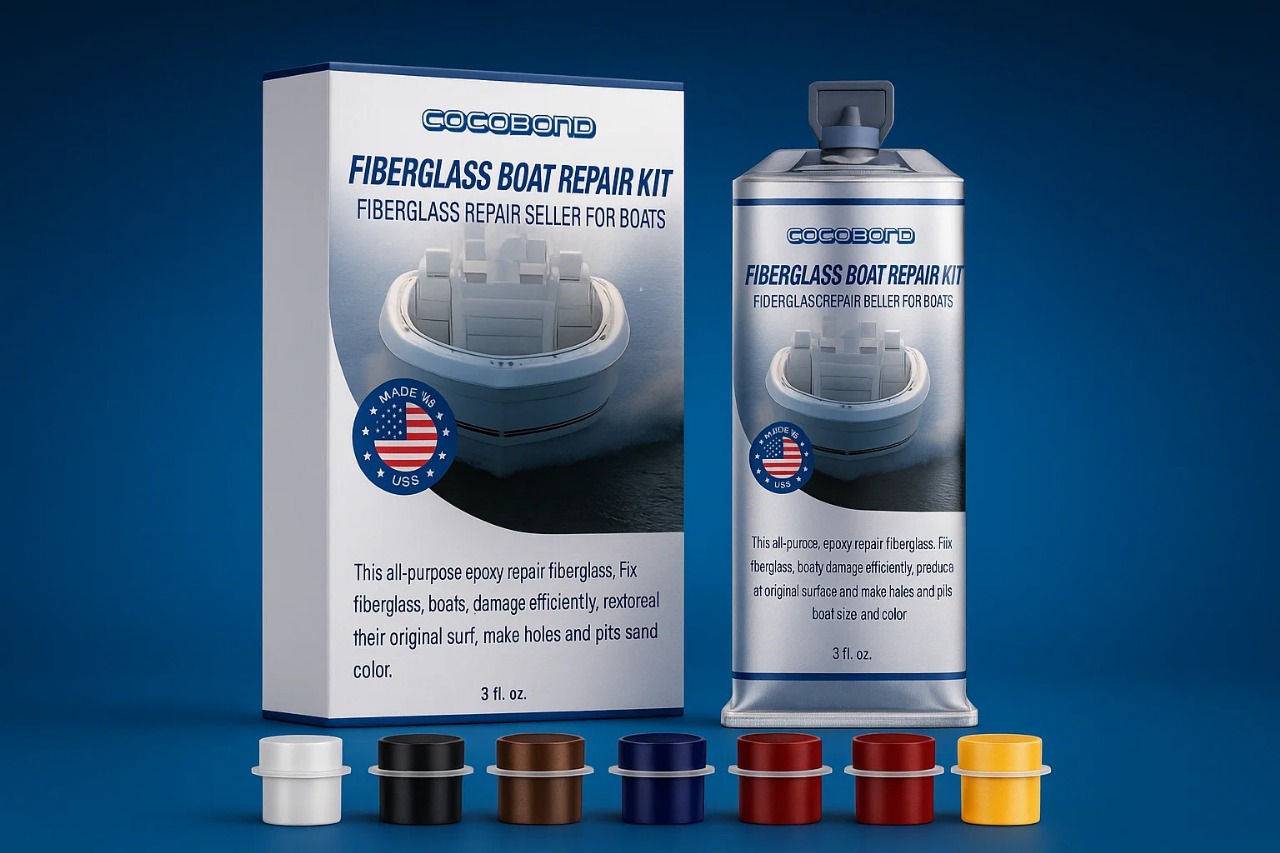 COCOBOND
FIBERGLASS BOAT REPAIR KIT
FIBERGLASS REPAIR SELLER FOR BOATS
MADE
USS
This all-purpose epoxy repair fiberglass, Fix
fiberglass, boats, damage efficiently, rextoreal
their original surf, make holes and pits sand
color.
3 fl. oz.
COCOBOND
FIBERGLASS BOAT REPAIR KIT
FIDERGLASCREPAIR BELLER FOR BOATS
USS
This all-puroce, epoxy repair fiberglass. Fiix
fiberglass, boaty damage efficiently, preduca
at original surface and make hales and pils
boat size and color
3 fl. oz.